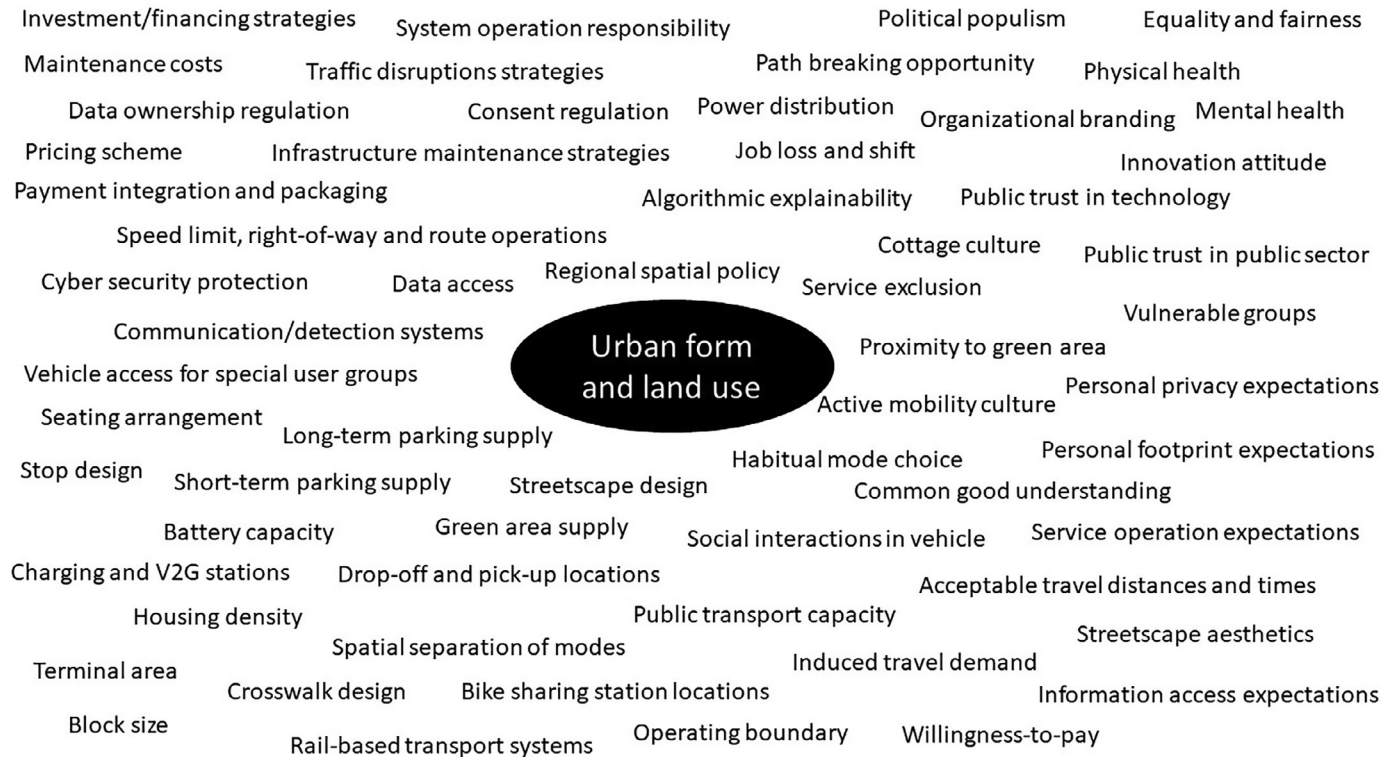 Investment/financing strategies
System operation responsibility
Political populism
Equality and fairness
Maintenance costs
Traffic disruptions strategies
Path breaking opportunity
Physical health
Data ownership regulation
Consent regulation
Power distribution
Organizational branding
Mental health
Pricing scheme
Infrastructure maintenance strategies
Job loss and shift
Innovation attitude
Payment integration and packaging
Algorithmic explainability
Public trust in technology
Speed limit, right-of-way and route operations
Cottage culture
Public trust in public sector
Cyber security protection
Data access
Regional spatial policy
Service exclusion
Vulnerable groups
Communication/detection systems
Urban form
and land use
Proximity to green area
Vehicle access for special user groups
Personal privacy expectations
Seating arrangement
Active mobility culture
Long-term parking supply
Habitual mode choice
Personal footprint expectations
Stop design
Short-term parking supply
Streetscape design
Common good understanding
Battery capacity
Green area supply
Social interactions in vehicle
Service operation expectations
Charging and V2G stations
Drop-off and pick-up locations
Acceptable travel distances and times
Housing density
Public transport capacity
Streetscape aesthetics
Spatial separation of modes
Terminal area
Induced travel demand
Crosswalk design
Bike sharing station locations
Information access expectations
Block size
Rail-based transport systems
Operating boundary
Willingness-to-pay